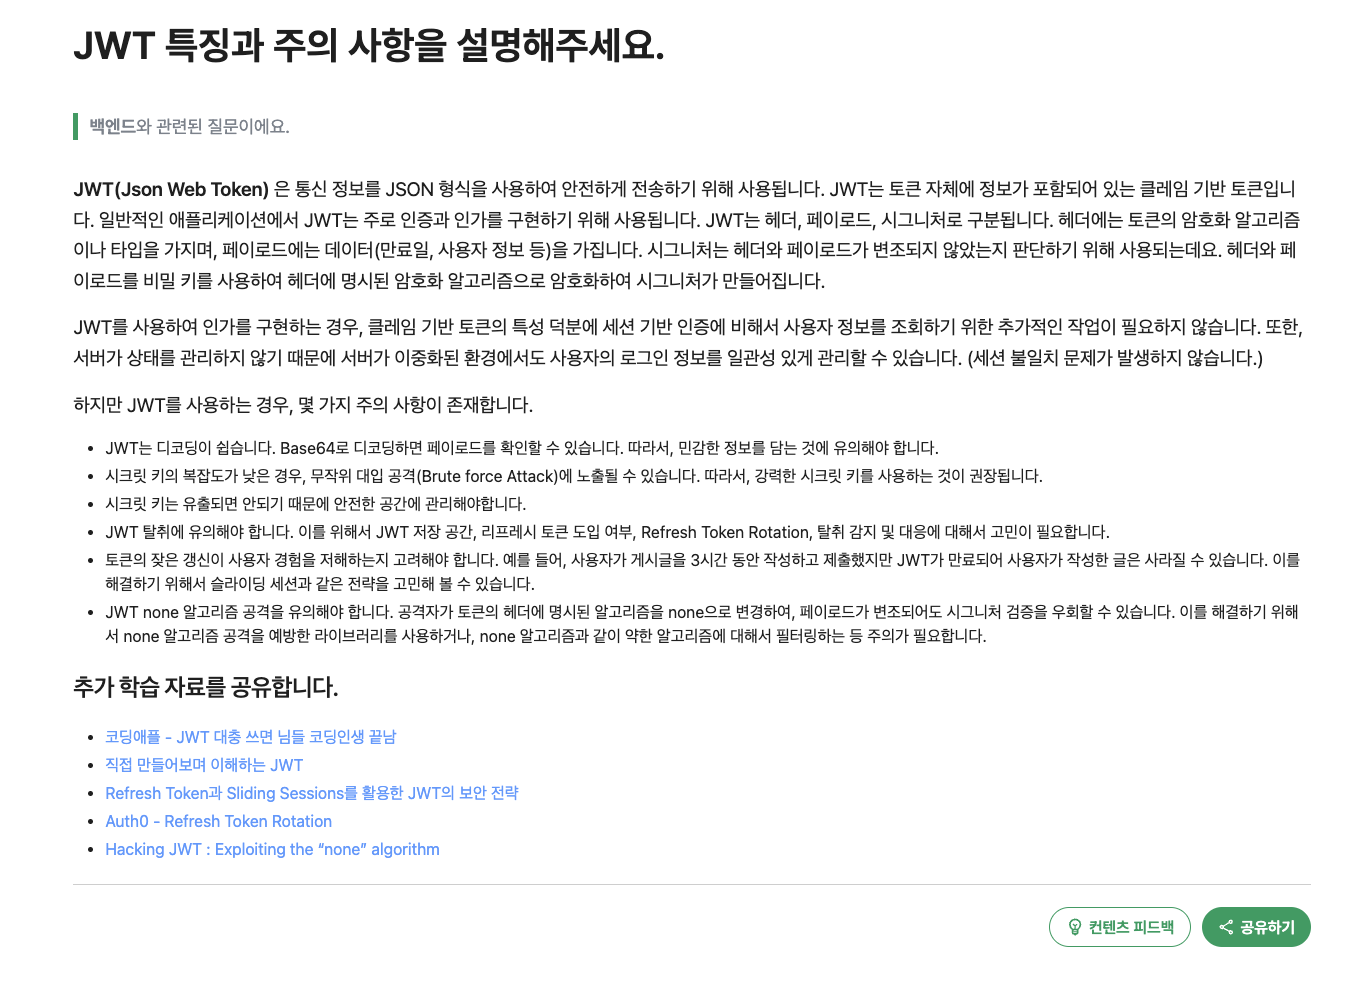 JWT 특징과 주의 사항을 설명해주세요.
백엔드와 관련된 질문이에요.
JWT(Json Web Token) 은 통신 정보를 JSON 형식을 사용하여 안전하게 전송하기 위해 사용됩니다. JWT는 토큰 자체에 정보가 포함되어 있는 클레임 기반 토큰입니
다. 일반적인 애플리케이션에서 JWT는 주로 인증과 인가를 구현하기 위해 사용됩니다. JWT는 헤더, 페이로드, 시그니처로 구분됩니다. 헤더에는 토큰의 암호화 알고리즘
이나 타입을 가지며, 페이로드에는 데이터(만료일, 사용자 정보 등)을 가집니다. 시그니처는 헤더와 페이로드가 변조되지 않았는지 판단하기 위해 사용되는데요. 헤더와 페
이로드를 비밀 키를 사용하여 헤더에 명시된 암호화 알고리즘으로 암호화하여 시그니처가 만들어집니다.
JWT를 사용하여 인가를 구현하는 경우, 클레임 기반 토큰의 특성 덕분에 세션 기반 인증에 비해서 사용자 정보를 조회하기 위한 추가적인 작업이 필요하지 않습니다. 또한,
서버가 상태를 관리하지 않기 때문에 서버가 이중화된 환경에서도 사용자의 로그인 정보를 일관성 있게 관리할 수 있습니다. (세션 불일치 문제가 발생하지 않습니다.)
하지만 JWT를 사용하는 경우, 몇 가지 주의 사항이 존재합니다.
• JWT는 디코딩이 쉽습니다. Base64로 디코딩하면 페이로드를 확인할 수 있습니다. 따라서, 민감한 정보를 담는 것에 유의해야 합니다.
• 시크릿 키의 복잡도가 낮은 경우, 무작위 대입 공격(Brute force Attack)에 노출될 수 있습니다. 따라서, 강력한 시크릿 키를 사용하는 것이 권장됩니다.
• 시크릿 키는 유출되면 안되기 때문에 안전한 공간에 관리해야합니다.
• JWT 탈취에 유의해야 합니다. 이를 위해서 JWT 저장 공간, 리프레시 토큰 도입 여부, Refresh Token Rotation, 탈취 감지 및 대응에 대해서 고민이 필요합니다.
• 토큰의 잦은 갱신이 사용자 경험을 저해하는지 고려해야 합니다. 예를 들어, 사용자가 게시글을 3시간 동안 작성하고 제출했지만 JWT가 만료되어 사용자가 작성한 글은 사라질 수 있습니다. 이를
해결하기 위해서 슬라이딩 세션과 같은 전략을 고민해 볼 수 있습니다.
• JWT none 알고리즘 공격을 유의해야 합니다. 공격자가 토큰의 헤더에 명시된 알고리즘을 none으로 변경하여, 페이로드가 변조되어도 시그니처 검증을 우회할 수 있습니다. 이를 해결하기 위해
서 none 알고리즘 공격을 예방한 라이브러리를 사용하거나, none 알고리즘과 같이 약한 알고리즘에 대해서 필터링하는 등 주의가 필요합니다.
추가 학습 자료를 공유합니다.
• 코딩애플 - JWT 대충 쓰면 님들 코딩인생 끝남
• 직접 만들어보며 이해하는 JWT
• Refresh Token과 Sliding Sessions를 활용한 JWT의 보안 전략
• Auth0 - Refresh Token Rotation
• Hacking JWT : Exploiting the “none” algorithm
컨텐츠 피드백
공유하기